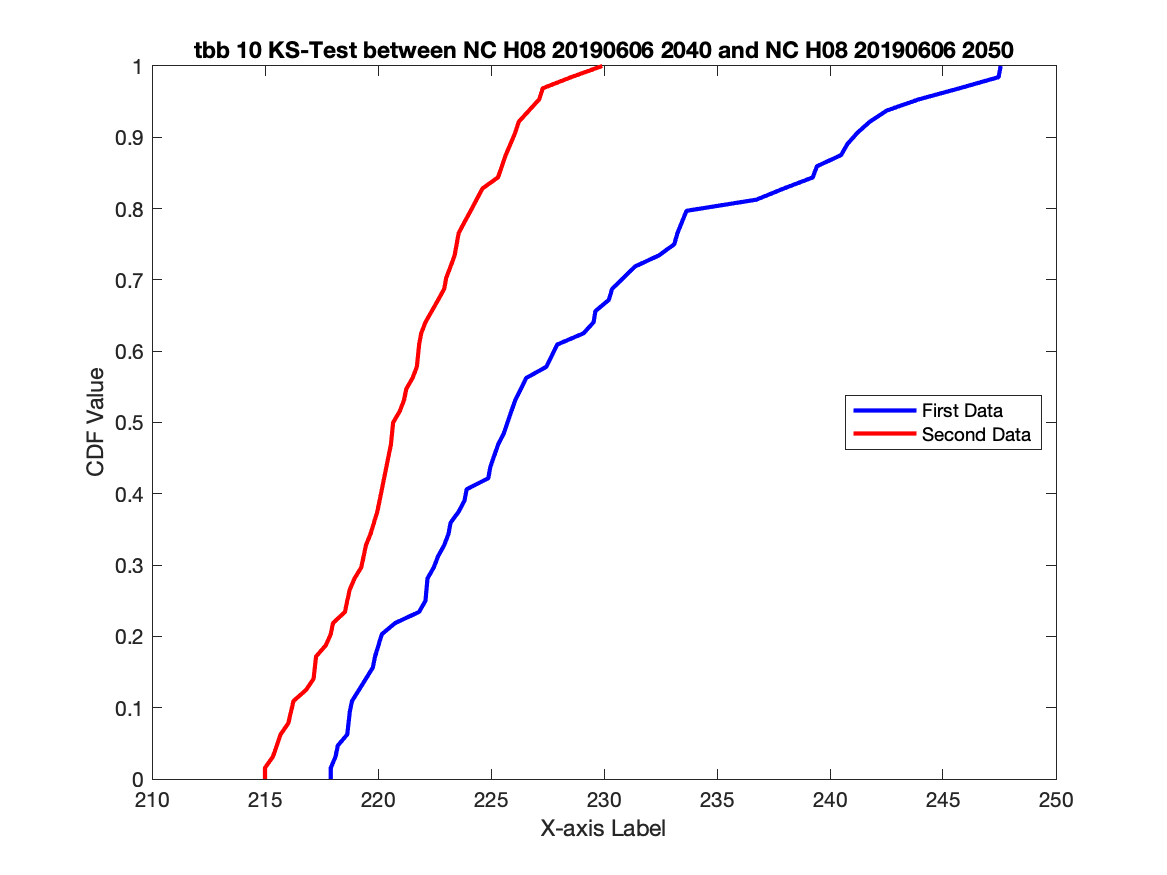 tbb 10 KS-Test between NC H08 20190606 2040 and NC H08 20190606 2050
1
0.9
0.8
0.7
0.6
0.5
0.4
0.3
0.2
0.1
0
CDF Value
First Data
Second Data
210 215 220 225 230 235 240 245 250
X-axis Label